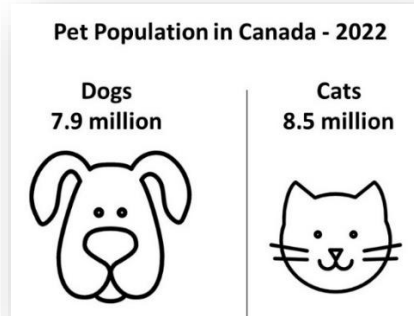 Pet Population in Canada - 2022
Dogs
7.9 million
Cats
8.5 million